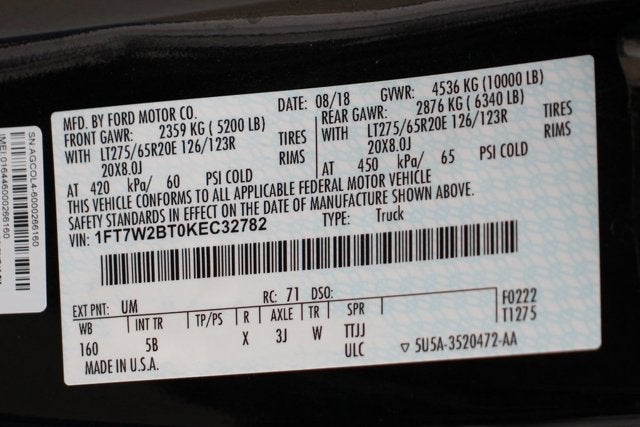 SN AGCOL4-6000266160
IMEI 016446000266160
MFD. BY FORD MOTOR CO.
DATE: 08/18 GVWR: 4536 KG (10000 LB)
FRONT GAWR: 2359 KG (5200 LB) REAR GAWR: 2876 KG (6340 LB)
WITH LT275/65R20E 126/123R TIRES WITH LT275/65R20E 126/123R TIRES
20X8.0J RIMS 20X8.0J RIMS
AT 420 kPa/ 60 PSI COLD AT 450 kPa/ 65 PSI COLD
THIS VEHICLE CONFORMS TO ALL APPLICABLE FEDERAL MOTOR VEHICLE
SAFETY STANDARDS IN EFFECT ON THE DATE OF MANUFACTURE SHOWN ABOVE.
VIN: 1FT7W2BT0KEC32782 TYPE: Truck
EXT PNT: UM RC: 71 DSO: F0222
WB INT TR TP/PS R AXLE TR SPR T1275
160 5B X 3J W TTJJ
MADE IN U.S.A. ULC ▽ 5U5A-3520472-AA